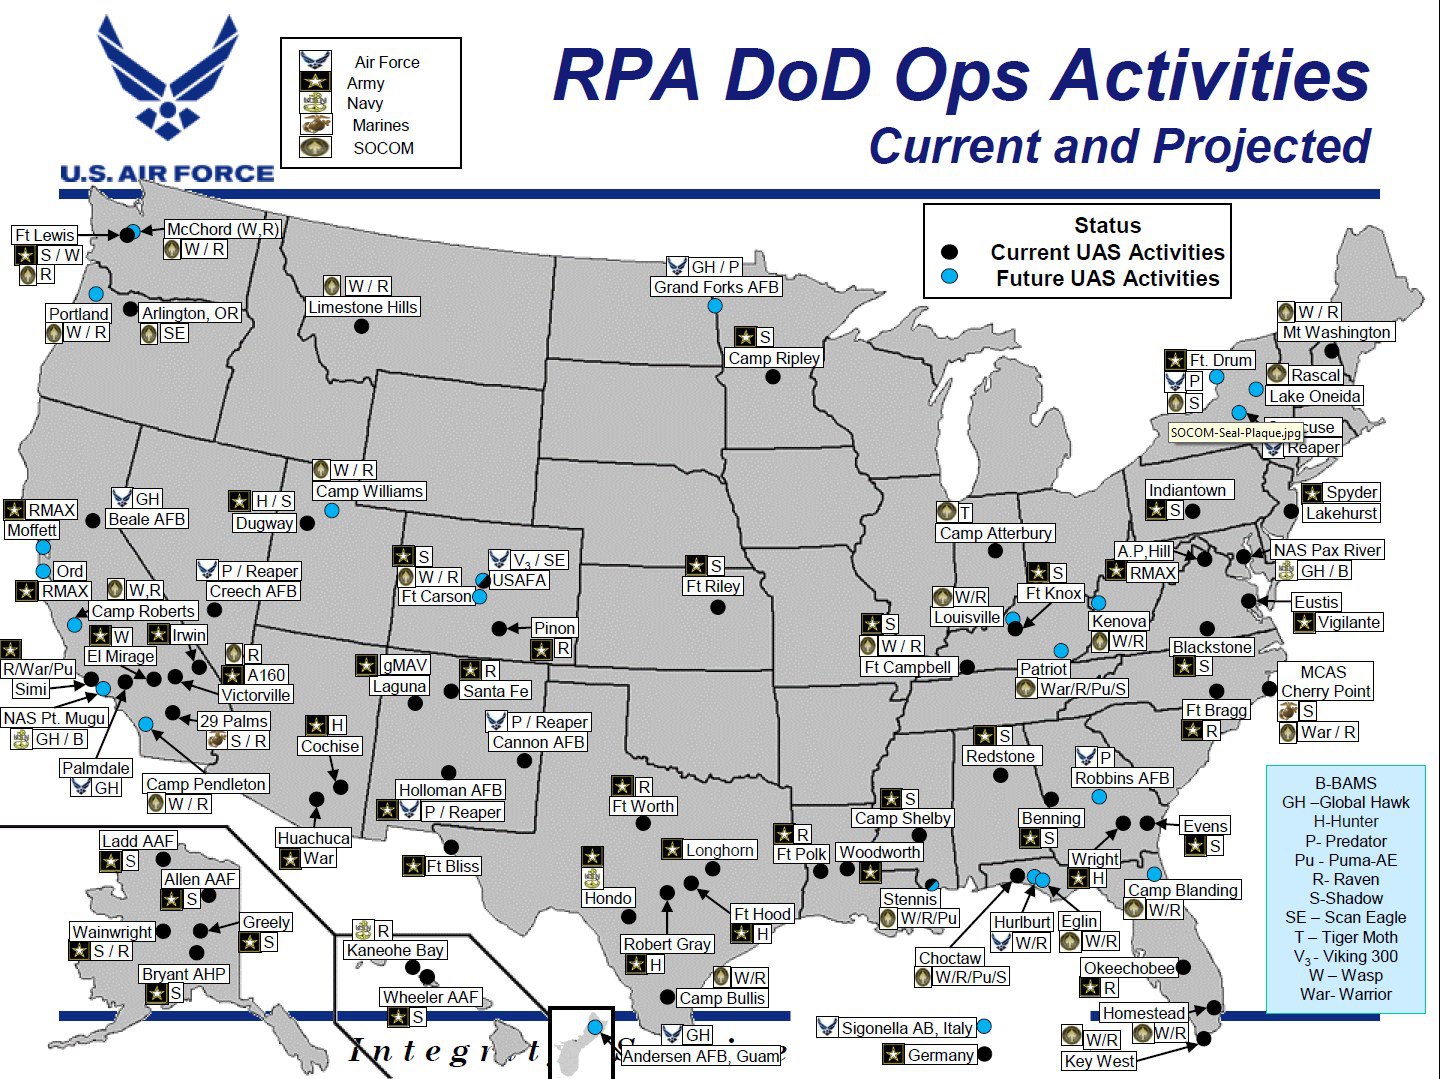 RPA DoD Ops Activities
Current and Projected
U.S. AIR FORCE
Air Force
Army
Navy
Marines
SOCOM
Status
Current UAS Activities
Future UAS Activities
Ft Lewis
S / W
R
McChord (W,R)
W / R
Portland
W / R
Arlington, OR
SE
W / R
Limestone Hills
GH / P
Grand Forks AFB
S
Camp Ripley
W / R
Mt Washington
Ft. Drum
P
S
Rascal
Lake Oneida
cuse
SOCOM-Seal-Plaque.jpg
Reaper
RMAX
Moffett
GH
Beale AFB
H / S
Dugway
W / R
Camp Williams
Ord
RMAX
W,R
Camp Roberts
P / Reaper
Creech AFB
S
W / R
Ft Carson
V3 / SE
USAFA
Pinon
R
S
Ft Riley
T
Camp Atterbury
Indiantown
S
Spyder
Lakehurst
A.P,Hill
RMAX
NAS Pax River
GH / B
Eustis
Vigilante
S
Ft Knox
W/R
Louisville
Kenova
W/R
Blackstone
S
S
W / R
Ft Campbell
Patriot
War/R/Pu/S
Ft Bragg
R
MCAS
Cherry Point
S
War / R
R/War/Pu
Simi
W
El Mirage
Irwin
R
A160
Victorville
NAS Pt. Mugu
GH / B
29 Palms
S / R
Palmdale
GH
Camp Pendleton
W / R
gMAV
Laguna
R
Santa Fe
H
Cochise
P / Reaper
Cannon AFB
Holloman AFB
P / Reaper
Huachuca
War
Ft Bliss
R
Ft Worth
Longhorn
Hondo
Ft Hood
H
Robert Gray
H
W/R
Camp Bullis
R
Ft Polk
Woodworth
S
Camp Shelby
S
Redstone
P
Robbins AFB
Benning
S
Wright
H
Evens
S
Stennis
W/R/Pu
Hurlburt
W/R
Eglin
W/R
Choctaw
W/R/Pu/S
Camp Blanding
W/R
Okeechobee
R
Homestead
W/R
W/R
Key West
Ladd AAF
S
Allen AAF
S
Wainwright
S / R
Greely
S
Bryant AHP
S
R
Kaneohe Bay
Wheeler AAF
S
GH
Andersen AFB, Guam
Sigonella AB, Italy
Germany
B-BAMS
GH –Global Hawk
H-Hunter
P- Predator
Pu - Puma-AE
R- Raven
S-Shadow
SE – Scan Eagle
T – Tiger Moth
V3 - Viking 300
W – Wasp
War- Warrior